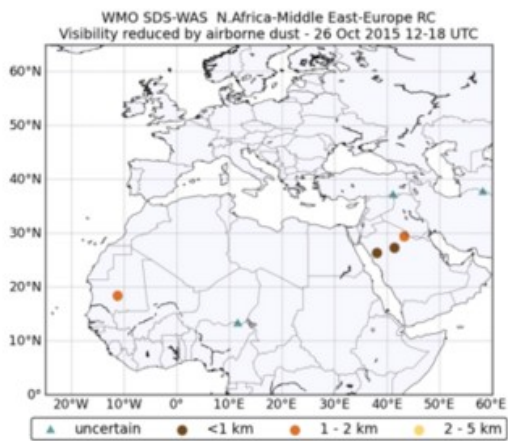 WMO SDS-WAS N.Africa-Middle East-Europe RC
Visibility reduced by airborne dust - 26 Oct 2015 12-18 UTC
60°N
50°N
40°N
30°N
20°N
10°N
0°
20°W 10°W 0° 10°E 20°E 30°E 40°E 50°E 60°E
uncertain <1 km 1 - 2 km 2 - 5 km